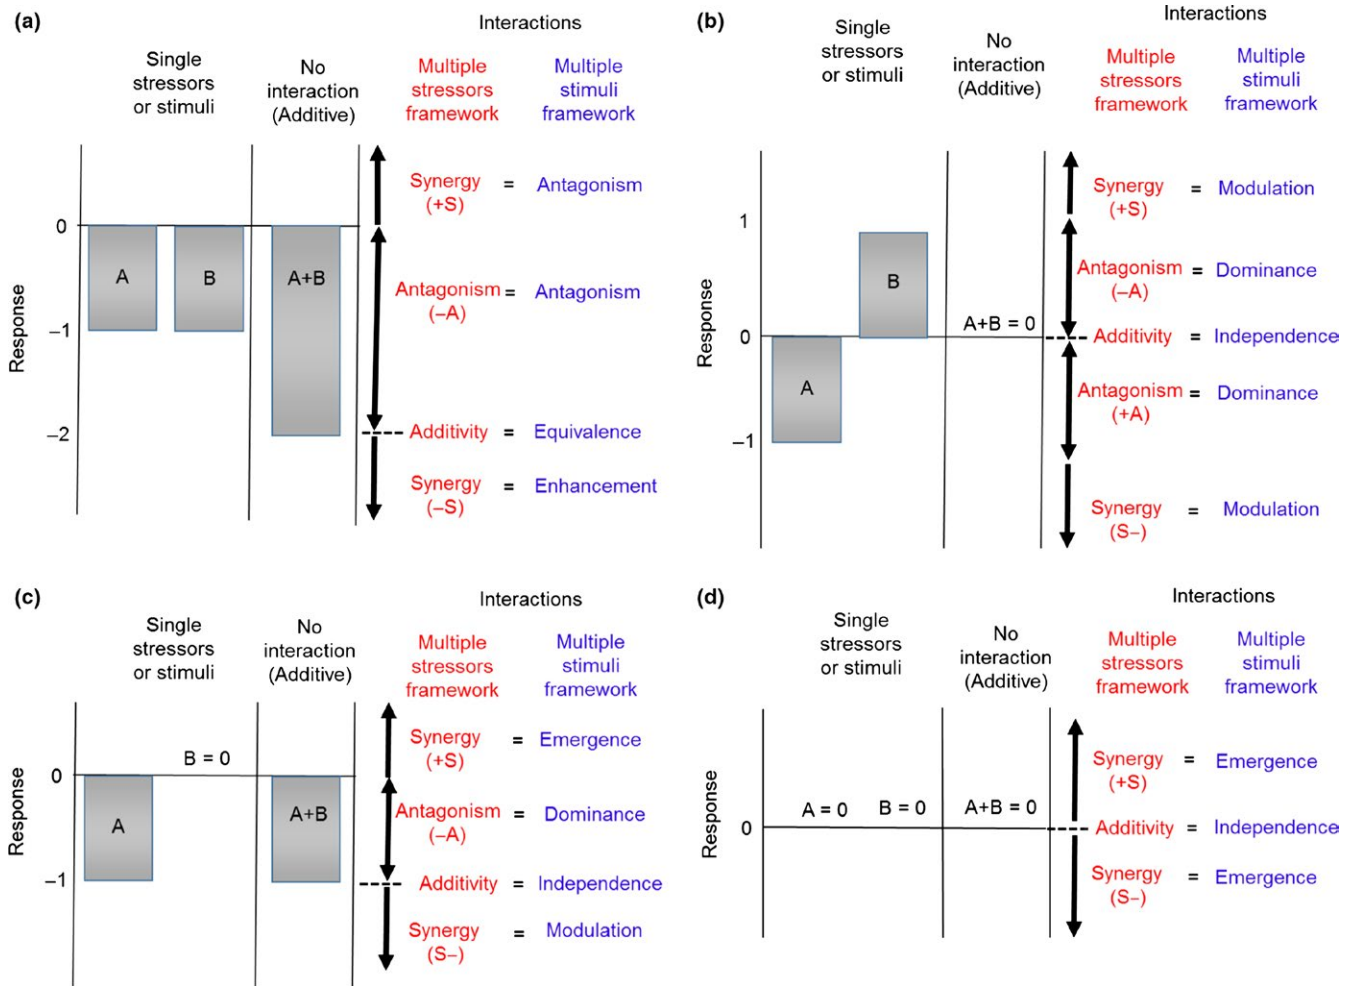 (a)
Interactions
Single
stressors
or stimuli
No
interaction
(Additive)
Multiple
stressors
framework
Multiple
stimuli
framework
Response
0
−1
−2
A
B
A+B
Synergy
(+S)
=
Antagonism
Antagonism
(−A)
=
Antagonism
Additivity
=
Equivalence
Synergy
(−S)
=
Enhancement
(b)
Interactions
Single
stressors
or stimuli
No
interaction
(Additive)
Multiple
stressors
framework
Multiple
stimuli
framework
Response
1
0
−1
A
B
A+B = 0
Synergy
(+S)
=
Modulation
Antagonism
(−A)
=
Dominance
Additivity
=
Independence
Antagonism
(+A)
=
Dominance
Synergy
(S−)
=
Modulation
(c)
Interactions
Single
stressors
or stimuli
No
interaction
(Additive)
Multiple
stressors
framework
Multiple
stimuli
framework
Response
0
−1
A
B = 0
A+B
Synergy
(+S)
=
Emergence
Antagonism
(−A)
=
Dominance
Additivity
=
Independence
Synergy
(S−)
=
Modulation
(d)
Interactions
Single
stressors
or stimuli
No
interaction
(Additive)
Multiple
stressors
framework
Multiple
stimuli
framework
Response
0
A = 0
B = 0
A+B = 0
Synergy
(+S)
=
Emergence
Additivity
=
Independence
Synergy
(S−)
=
Emergence